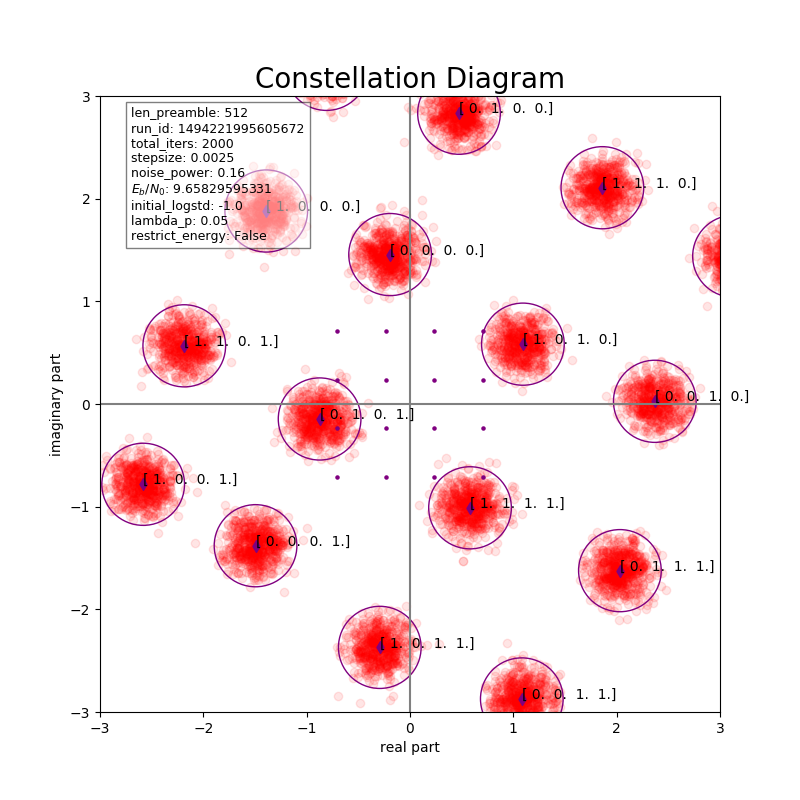 Constellation Diagram
len_preamble: 512
run_id: 1494221995605672
total_iters: 2000
stepsize: 0.0025
noise_power: 0.16
E_b/N_0: 9.65829595331
initial_logstd: -1.0
lambda_p: 0.05
restrict_energy: False
[ 0. 1. 0. 0.]
[ 1. 1. 1. 0.]
[ 1. 0. 0. 0.]
[ 0. 0. 0. 0.]
[ 1. 1. 0. 1.]
[ 1. 0. 1. 0.]
[ 0. 0. 1. 0.]
[ 0. 1. 0. 1.]
[ 1. 0. 0. 1.]
[ 1. 1. 1. 1.]
[ 0. 0. 0. 1.]
[ 0. 1. 1. 1.]
[ 1. 0. 1. 1.]
[ 0. 0. 1. 1.]
3
2
1
0
−1
−2
−3
imaginary part
−3 −2 −1 0 1 2 3
real part